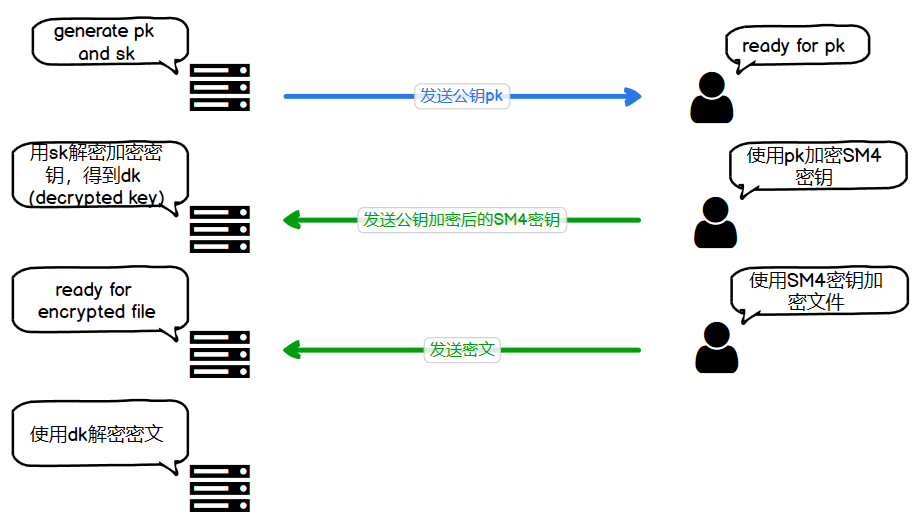 generate pk
and sk
ready for pk
发送公钥pk
用sk解密加密密
钥，得到dk
(decrypted key)
使用pk加密SM4
密钥
发送公钥加密后的SM4密钥
ready for
encrypted file
使用SM4密钥加
密文件
发送密文
使用dk解密密文